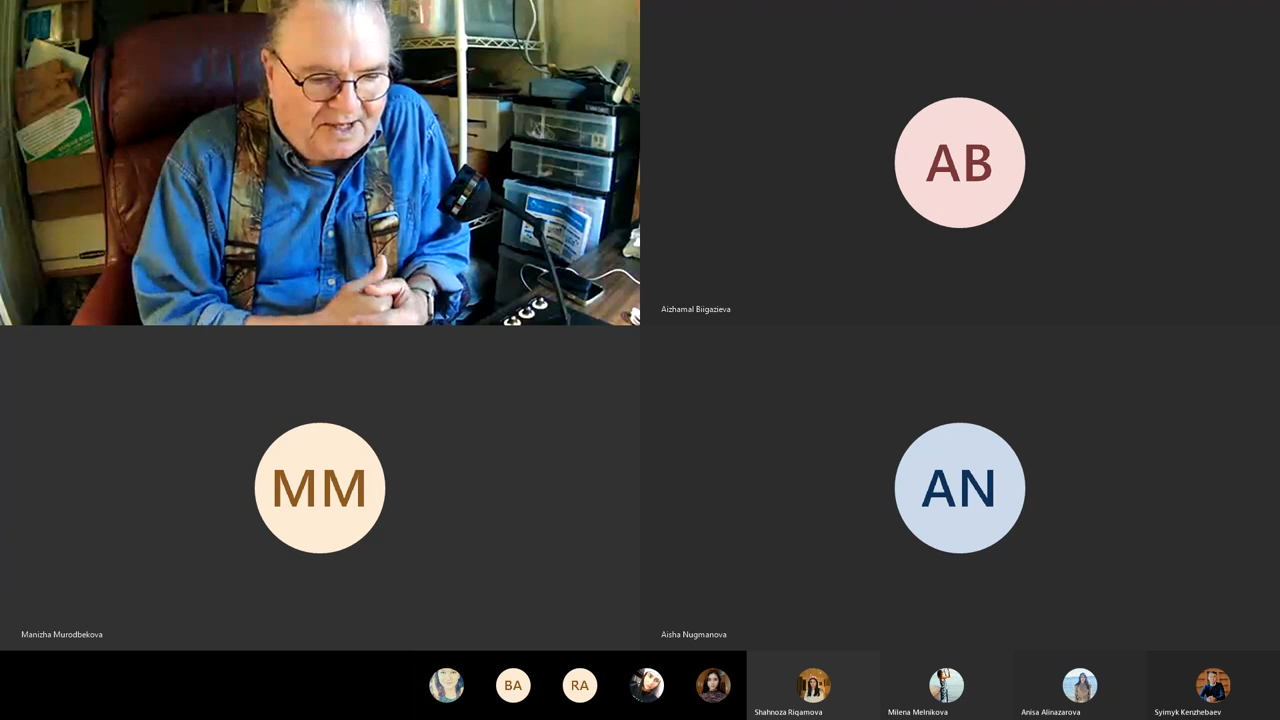 AB
Aizhamal Biigazieva
MM
AN
Manizha Murodbekova
Aisha Nugmanova
BA
RA
Shahnoza Riqamova
Milena Melnikova
Anisa Alinazarova
Syimyk Kenzhebaev